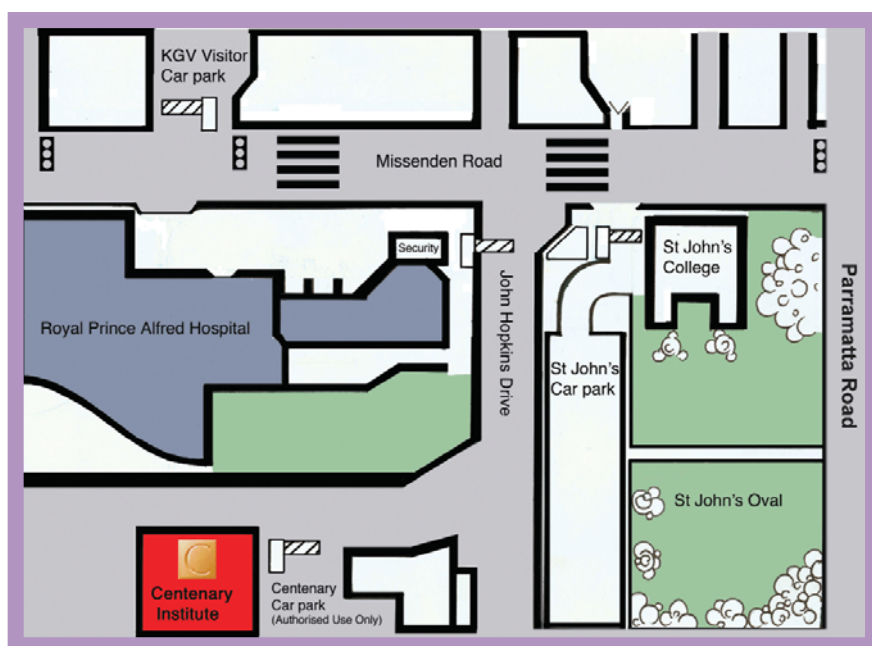 KGV Visitor
Car park
Missenden Road
Security
St John's
College
John Hopkins Drive
Parramatta Road
Royal Prince Alfred Hospital
St John's
Car park
St John's Oval
C
Centenary
Institute
Centenary
Car park
(Authorised Use Only)